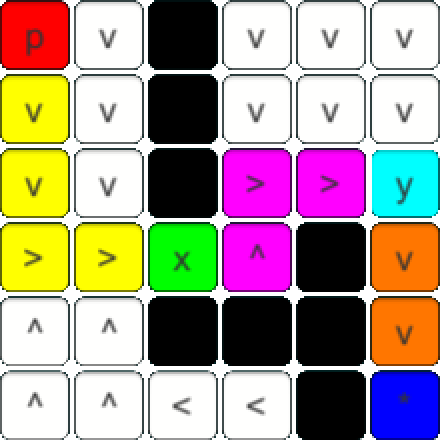 p v v v v
v v v v v
v v > > y
> > x ^ v
^ ^ v
^ ^ < < *